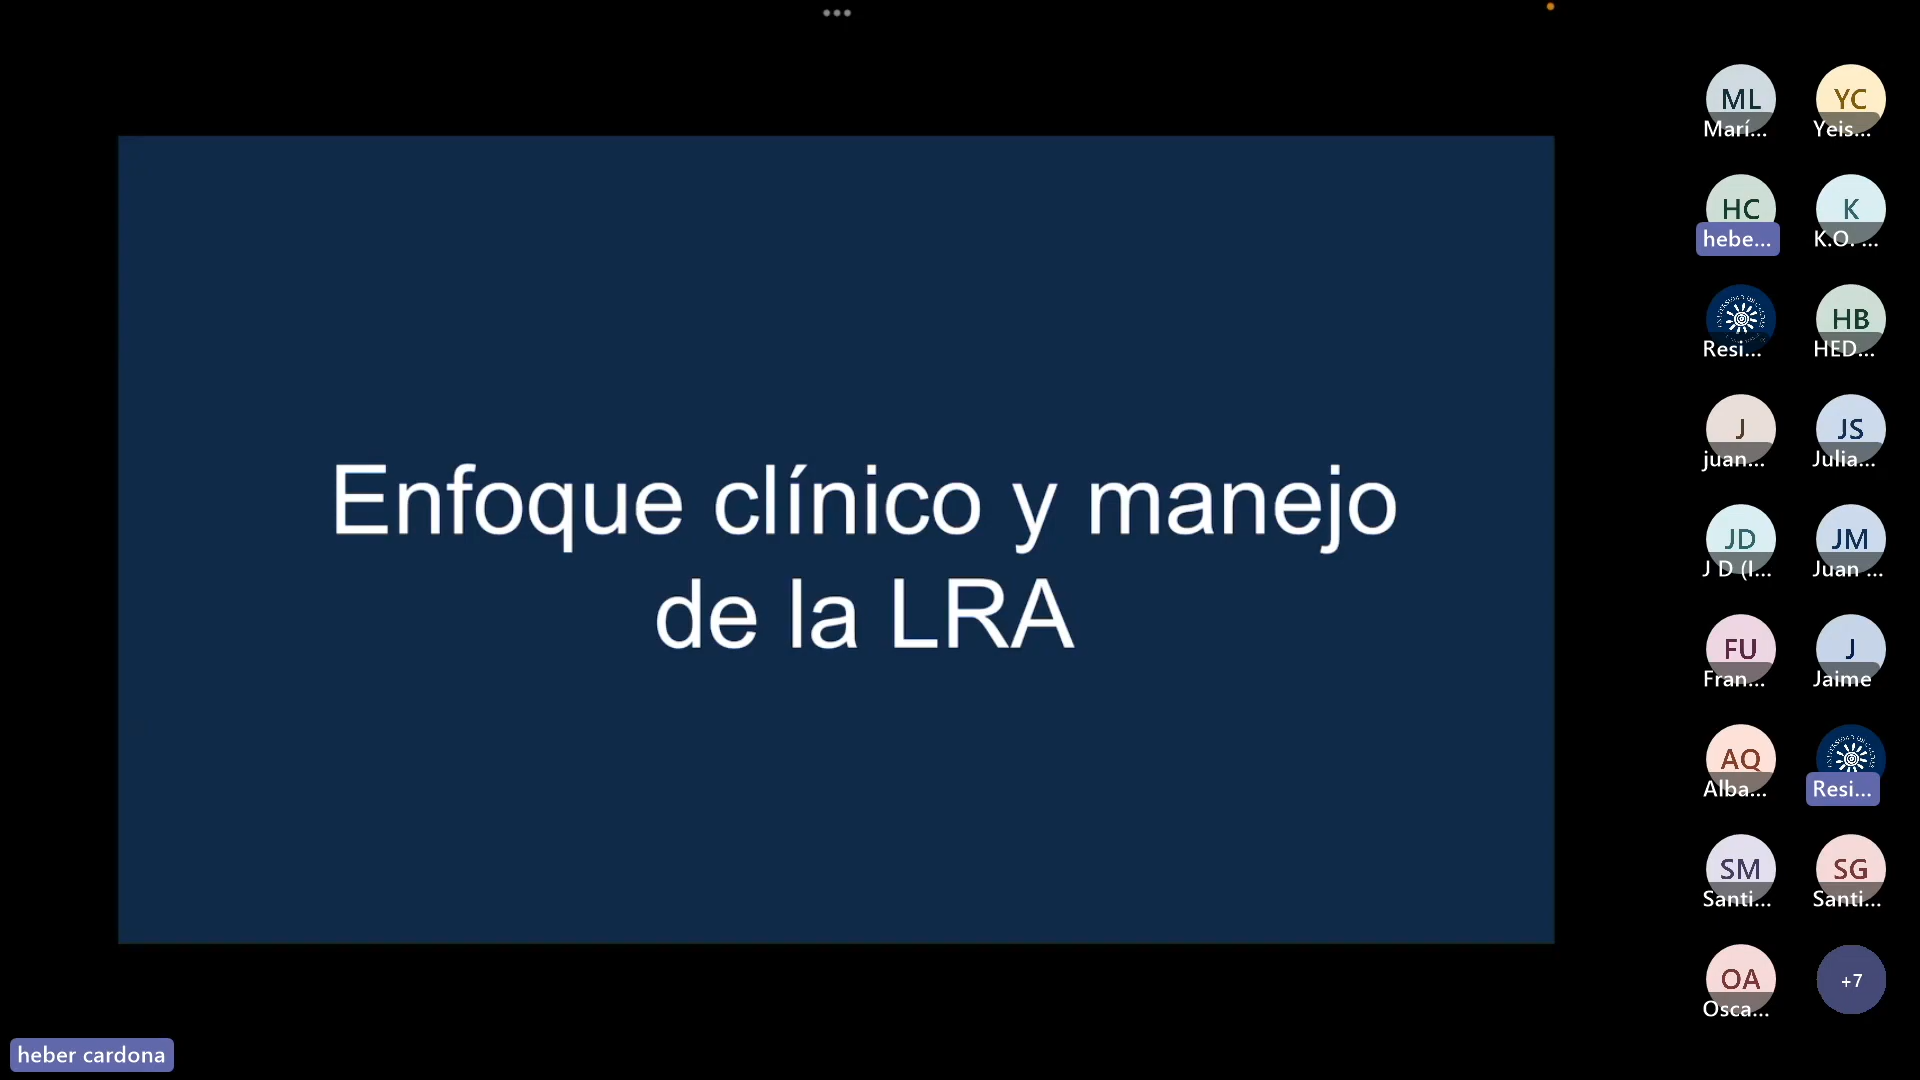 Enfoque clínico y manejo
de la LRA
ML
Marí...
YC
Yeis...
HC
hebe...
K
K.O. ...
Resi...
HB
HED...
J
juan...
JS
Julia...
JD
J D (I...
JM
Juan ...
FU
Fran...
J
Jaime
AQ
Alba...
Resi...
SM
Santi...
SG
Santi...
OA
Osca...
+7
heber cardona